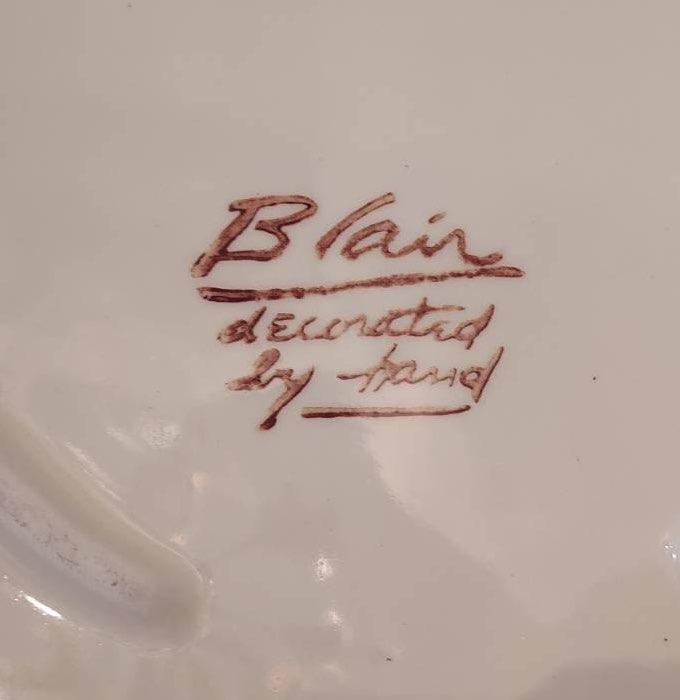 Blair
decorated
by hand